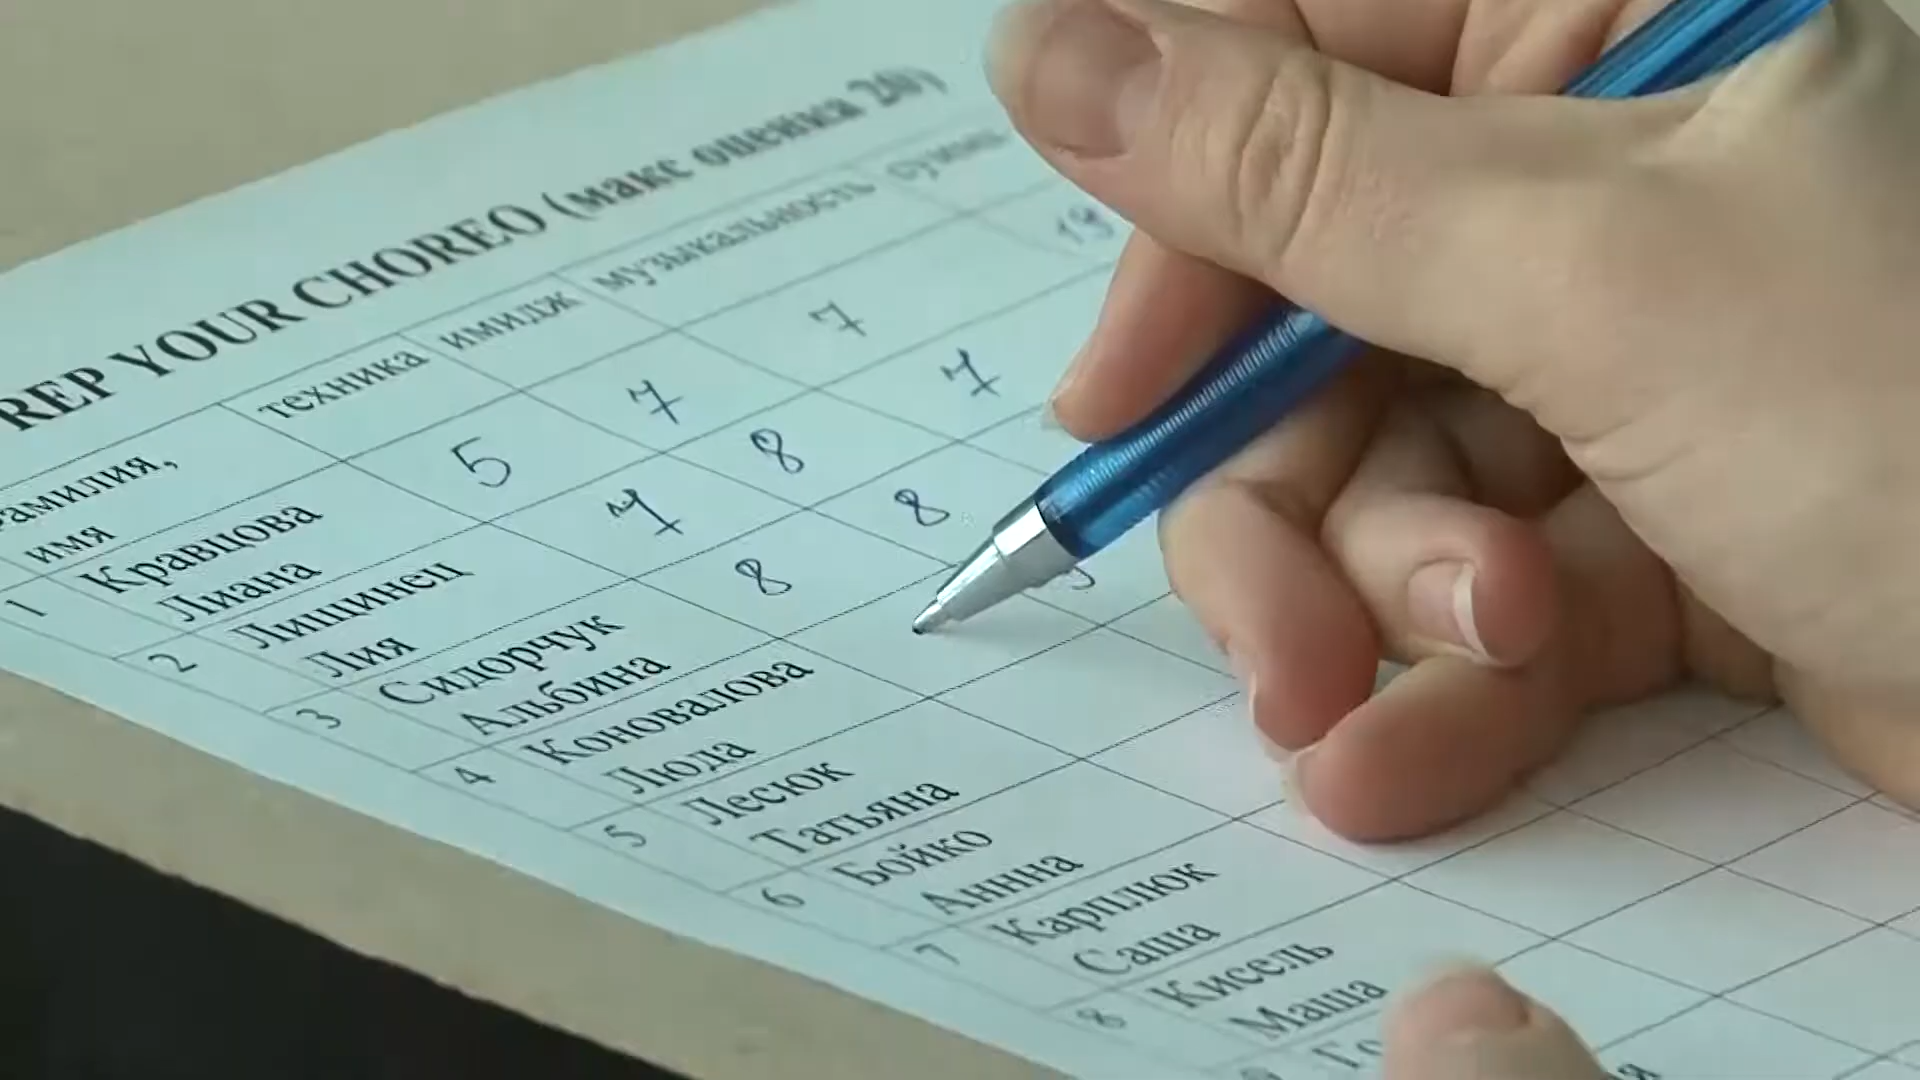 REP YOUR CHOREO (макс оценка 20)
имя
техника имидж музыкальность
1 Кравцова Лиана 5 7 7 19
2 Лишинец Лия 7 8 7
3 Сидорчук Альбина 8 8
4 Коновалова Люда
5 Лесюк Татьяна
6 Бойко Аннна
7 Карплюк Саша
8 Кисель Маша